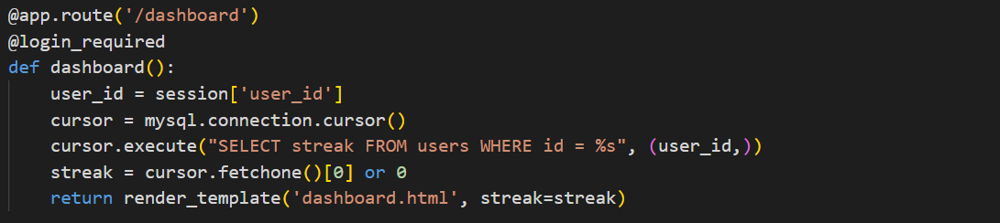 @app.route('/dashboard')
@login_required
def dashboard():
    user_id = session['user_id']
    cursor = mysql.connection.cursor()
    cursor.execute("SELECT streak FROM users WHERE id = %s", (user_id,))
    streak = cursor.fetchone()[0] or 0
    return render_template('dashboard.html', streak=streak)